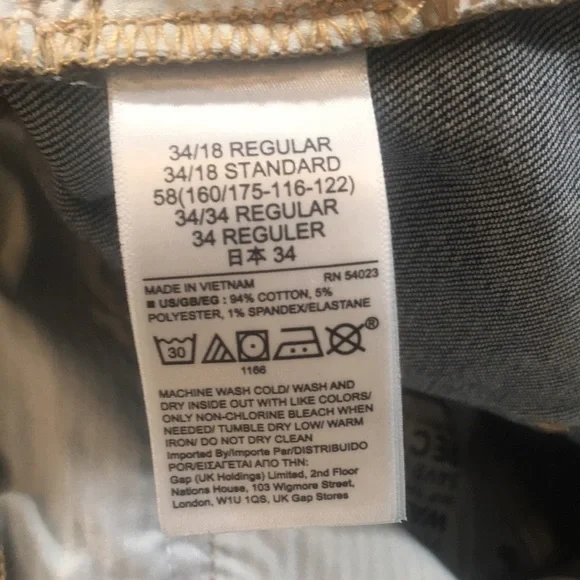 34/18 REGULAR
34/18 STANDARD
58(160/175-116-122)
34/34 REGULAR
34 REGULER
日本 34
MADE IN VIETNAM RN 54023
■ US/GB/EG : 94% COTTON, 5%
POLYESTER, 1% SPANDEX/ELASTANE
30
®
1166
MACHINE WASH COLD/ WASH AND
DRY INSIDE OUT WITH LIKE COLORS/
ONLY NON-CHLORINE BLEACH WHEN
NEEDED/ TUMBLE DRY LOW/ WARM
IRON/ DO NOT DRY CLEAN
Imported By/Importe Par/DISTRIBUIDO
POR/ΕΙΣΑΓΕΤΑΙ ΑΠΟ ΤΗΝ:
Gap (UK Holdings) Limited, 2nd Floor
Nations House, 103 Wigmore Street,
London, W1U 1QS, UK Gap Stores